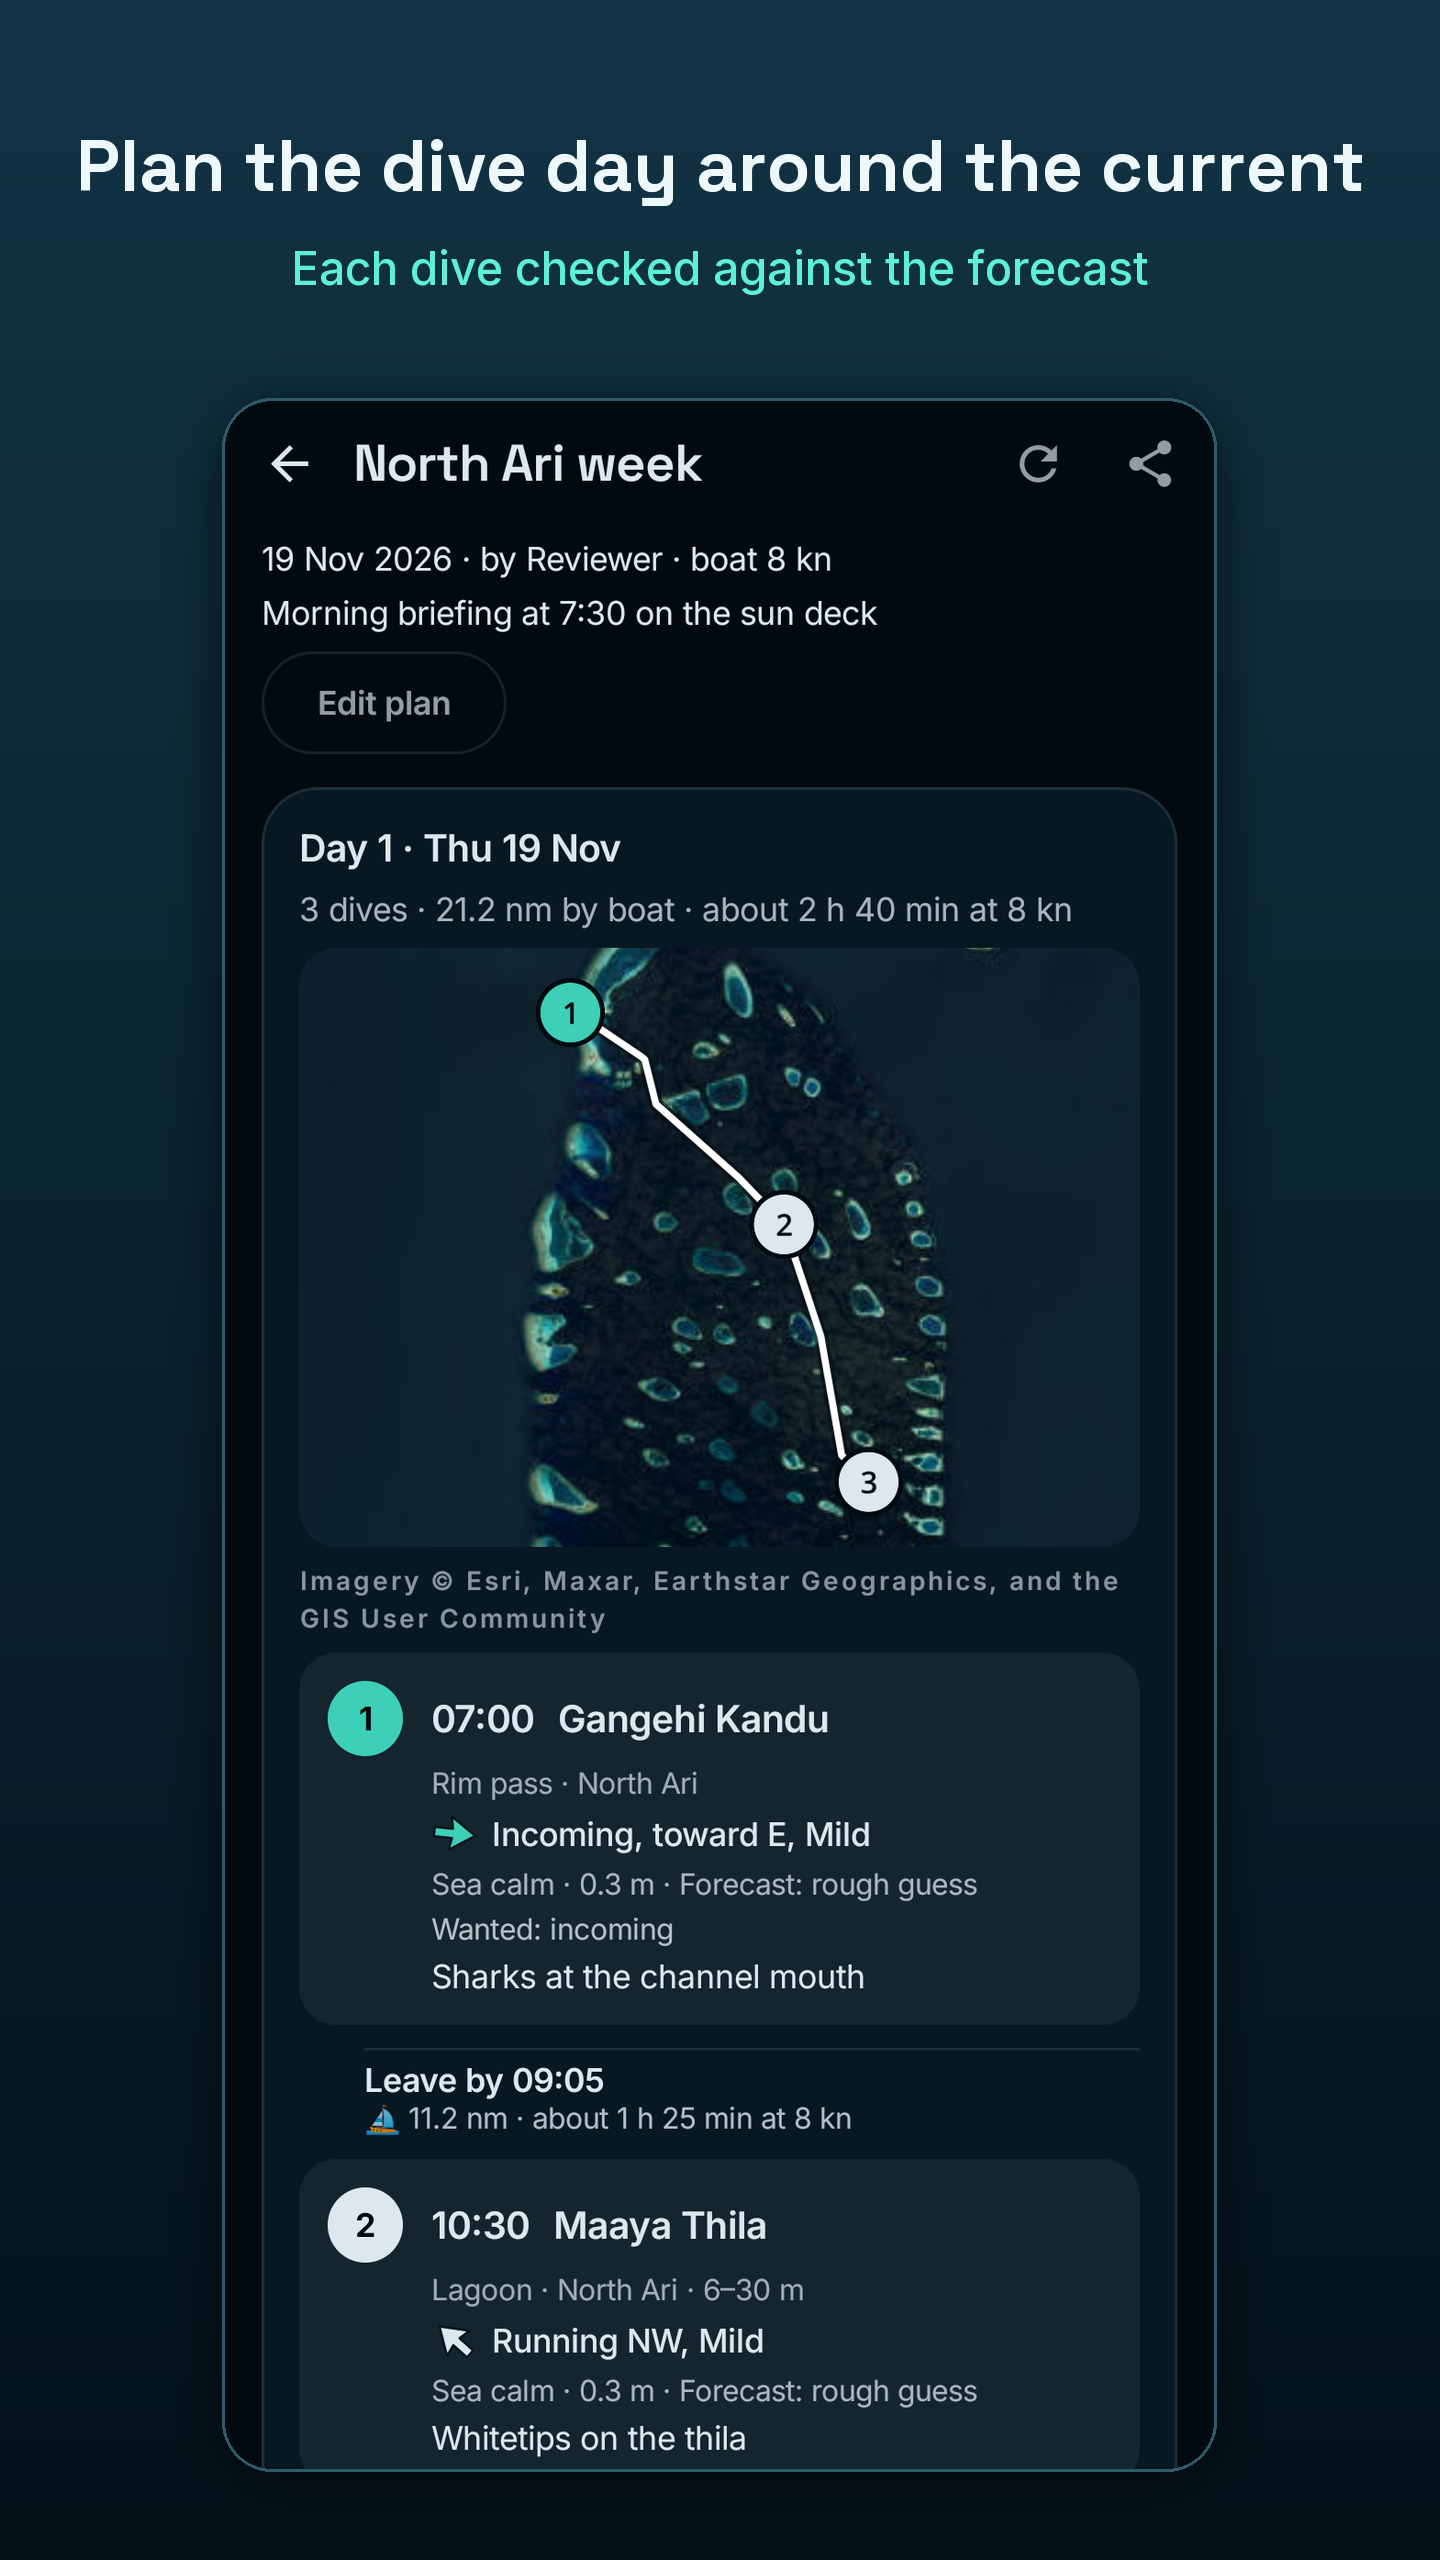 Plan the dive day around the current
Each dive checked against the forecast
North Ari week
19 Nov 2026 · by Reviewer · boat 8 kn
Morning briefing at 7:30 on the sun deck
Edit plan
Day 1 · Thu 19 Nov
3 dives · 21.2 nm by boat · about 2 h 40 min at 8 kn
1
2
3
Imagery © Esri, Maxar, Earthstar Geographics, and the
GIS User Community
1 07:00 Gangehi Kandu
Rim pass · North Ari
Incoming, toward E, Mild
Sea calm · 0.3 m · Forecast: rough guess
Wanted: incoming
Sharks at the channel mouth
Leave by 09:05
11.2 nm · about 1 h 25 min at 8 kn
2 10:30 Maaya Thila
Lagoon · North Ari · 6–30 m
Running NW, Mild
Sea calm · 0.3 m · Forecast: rough guess
Whitetips on the thila